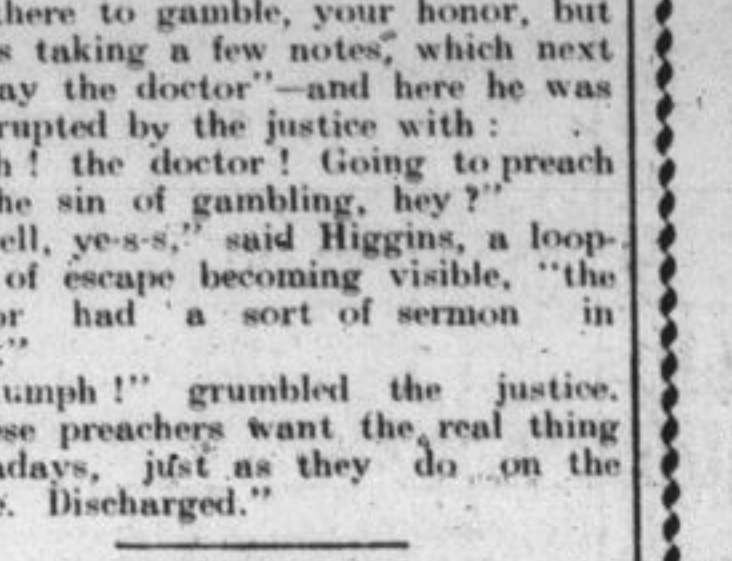 there to gamble, your honor, but
s taking a few notes, which next
ay the doctor"—and here he was
rupted by the justice with :
h ! the doctor ! Going to preach
he sin of gambling, hey ?"
ell, ye-s-s," said Higgins, a loop-
of escape becoming visible, "the
or had a sort of sermon in
."
umph !" grumbled the justice.
ese preachers want the real thing
ndays, just as they do on the
e. Discharged."